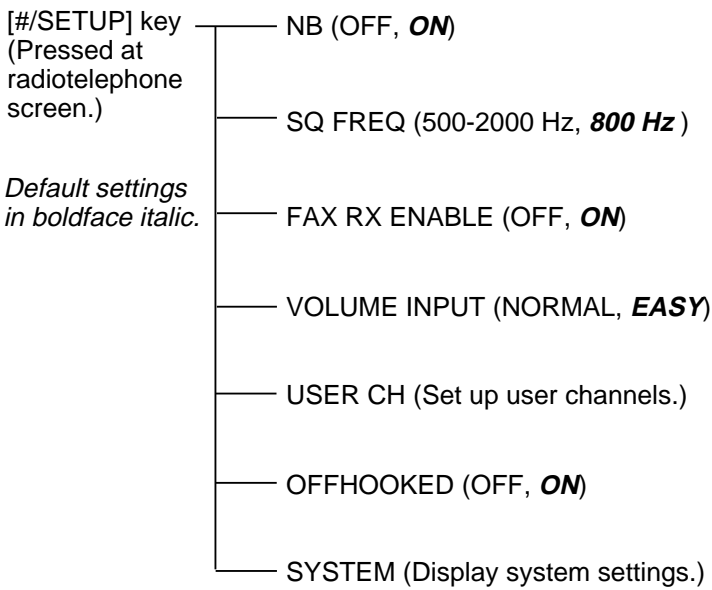 [#/SETUP] key
(Pressed at
radiotelephone
screen.)
Default settings
in boldface italic.
NB (OFF, ON)
SQ FREQ (500-2000 Hz, 800 Hz )
FAX RX ENABLE (OFF, ON)
VOLUME INPUT (NORMAL, EASY)
USER CH (Set up user channels.)
OFFHOOKED (OFF, ON)
SYSTEM (Display system settings.)